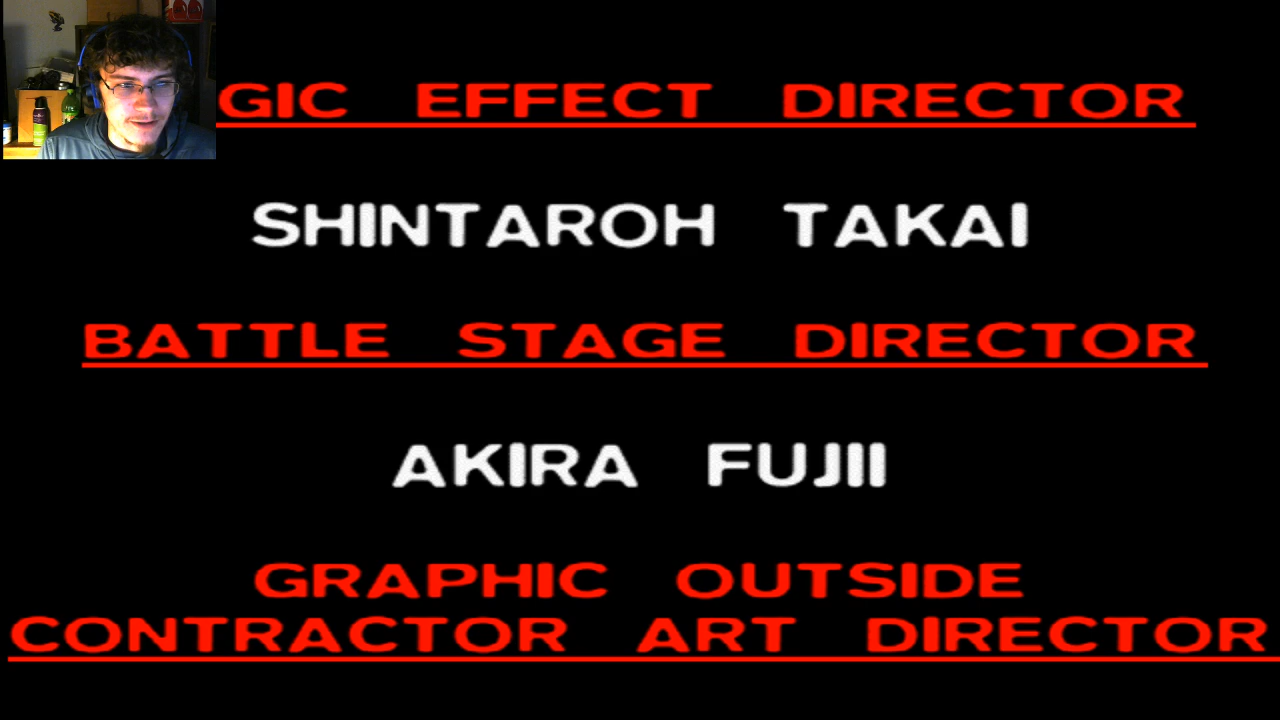 GIC EFFECT DIRECTOR
SHINTAROH TAKAI
BATTLE STAGE DIRECTOR
AKIRA FUJII
GRAPHIC OUTSIDE
CONTRACTOR ART DIRECTOR